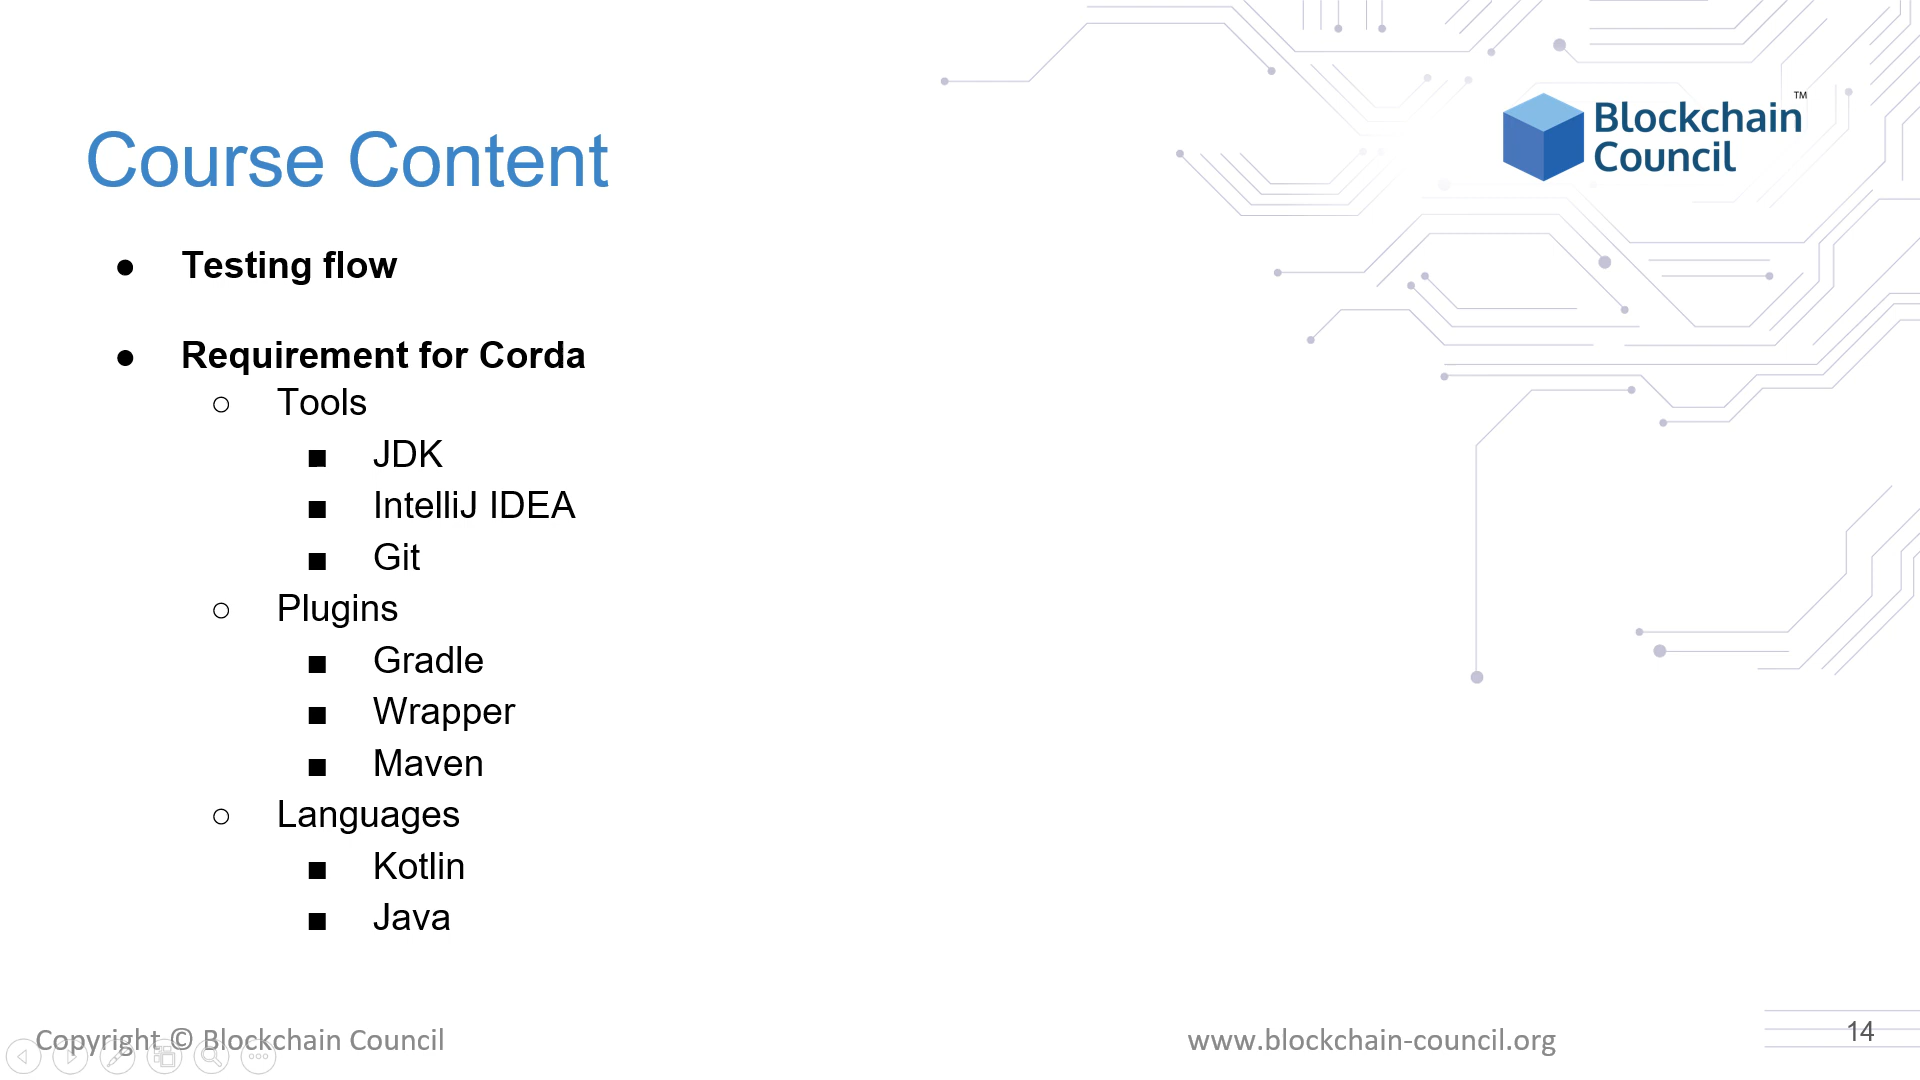 Blockchain™
Council
Course Content
● Testing flow
● Requirement for Corda
○ Tools
■ JDK
■ IntelliJ IDEA
■ Git
○ Plugins
■ Gradle
■ Wrapper
■ Maven
○ Languages
■ Kotlin
■ Java
Copyright © Blockchain Council
www.blockchain-council.org
14